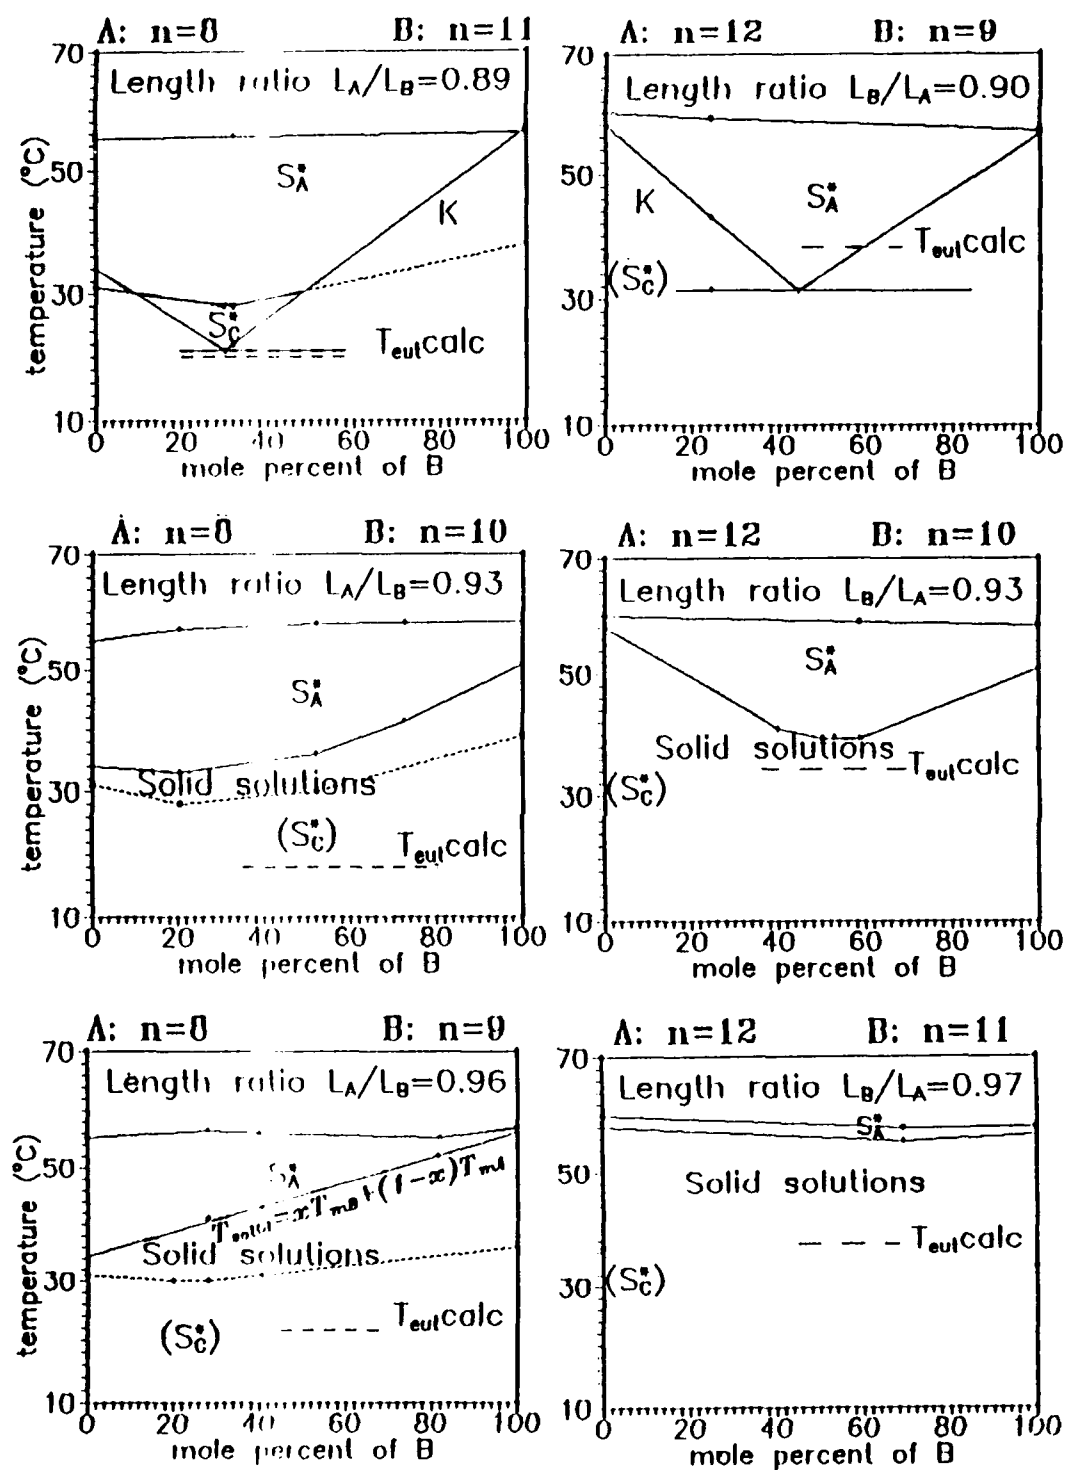 A: n=8 B: n=11
Length ratio L_A/L_B=0.89
temperature (°C)
70
50
30
10
S*_A
K
S*_C
T_eut calc
0 20 40 60 80 100
mole percent of B
A: n=12 B: n=9
Length ratio L_B/L_A=0.90
70
50
30
10
S*_A
K
T_eut calc
(S*_C)
0 20 40 60 80 100
mole percent of B
A: n=8 B: n=10
Length ratio L_A/L_B=0.93
temperature (°C)
70
50
30
10
S*_A
Solid solutions
(S*_C)
T_eut calc
0 20 40 60 80 100
mole percent of B
A: n=12 B: n=10
Length ratio L_B/L_A=0.93
70
50
30
10
S*_A
Solid solutions
T_eut calc
(S*_C)
0 20 40 60 80 100
mole percent of B
A: n=8 B: n=9
Length ratio L_A/L_B=0.96
temperature (°C)
70
50
30
10
S*_A
=xT_mB+(1-x)T_mA
Solid solutions
(S*_C)
T_eut calc
0 20 40 60 80 100
mole percent of B
A: n=12 B: n=11
Length ratio L_B/L_A=0.97
70
50
30
10
S*_A
Solid solutions
T_eut calc
(S*_C)
0 20 40 60 80 100
mole percent of B